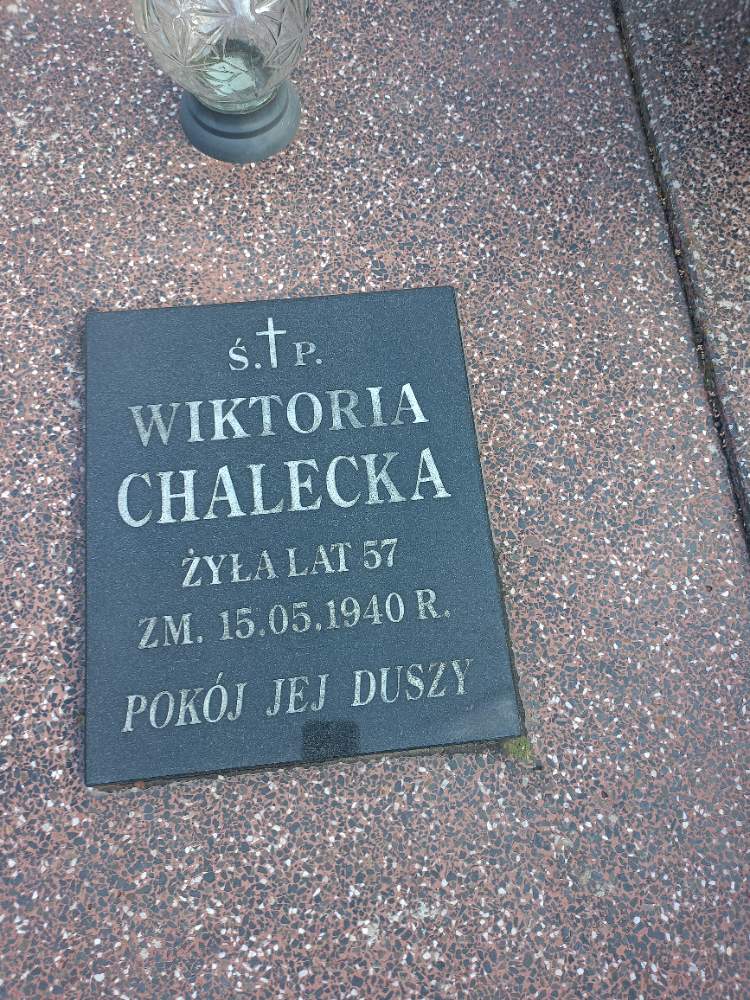 Ś. P.
WIKTORIA
CHALECKA
ŻYŁA LAT 57
ZM. 15.05.1940 R.
POKÓJ JEJ DUSZY